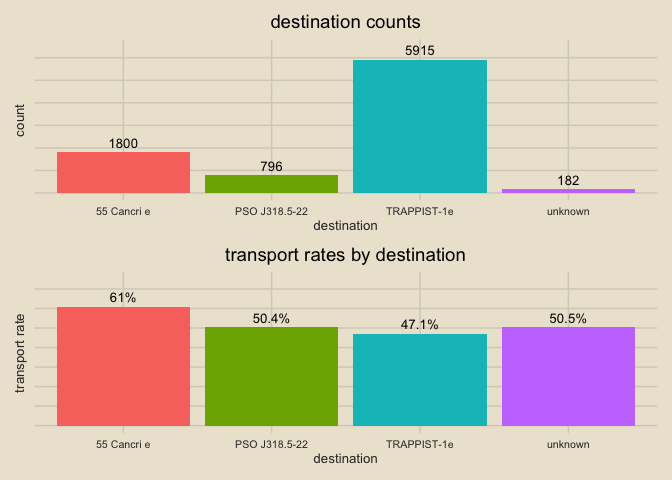 destination counts
5915
1800
796
182
count
55 Cancri e
PSO J318.5-22
TRAPPIST-1e
unknown
destination
transport rates by destination
61%
50.4%
47.1%
50.5%
transport rate
55 Cancri e
PSO J318.5-22
TRAPPIST-1e
unknown
destination